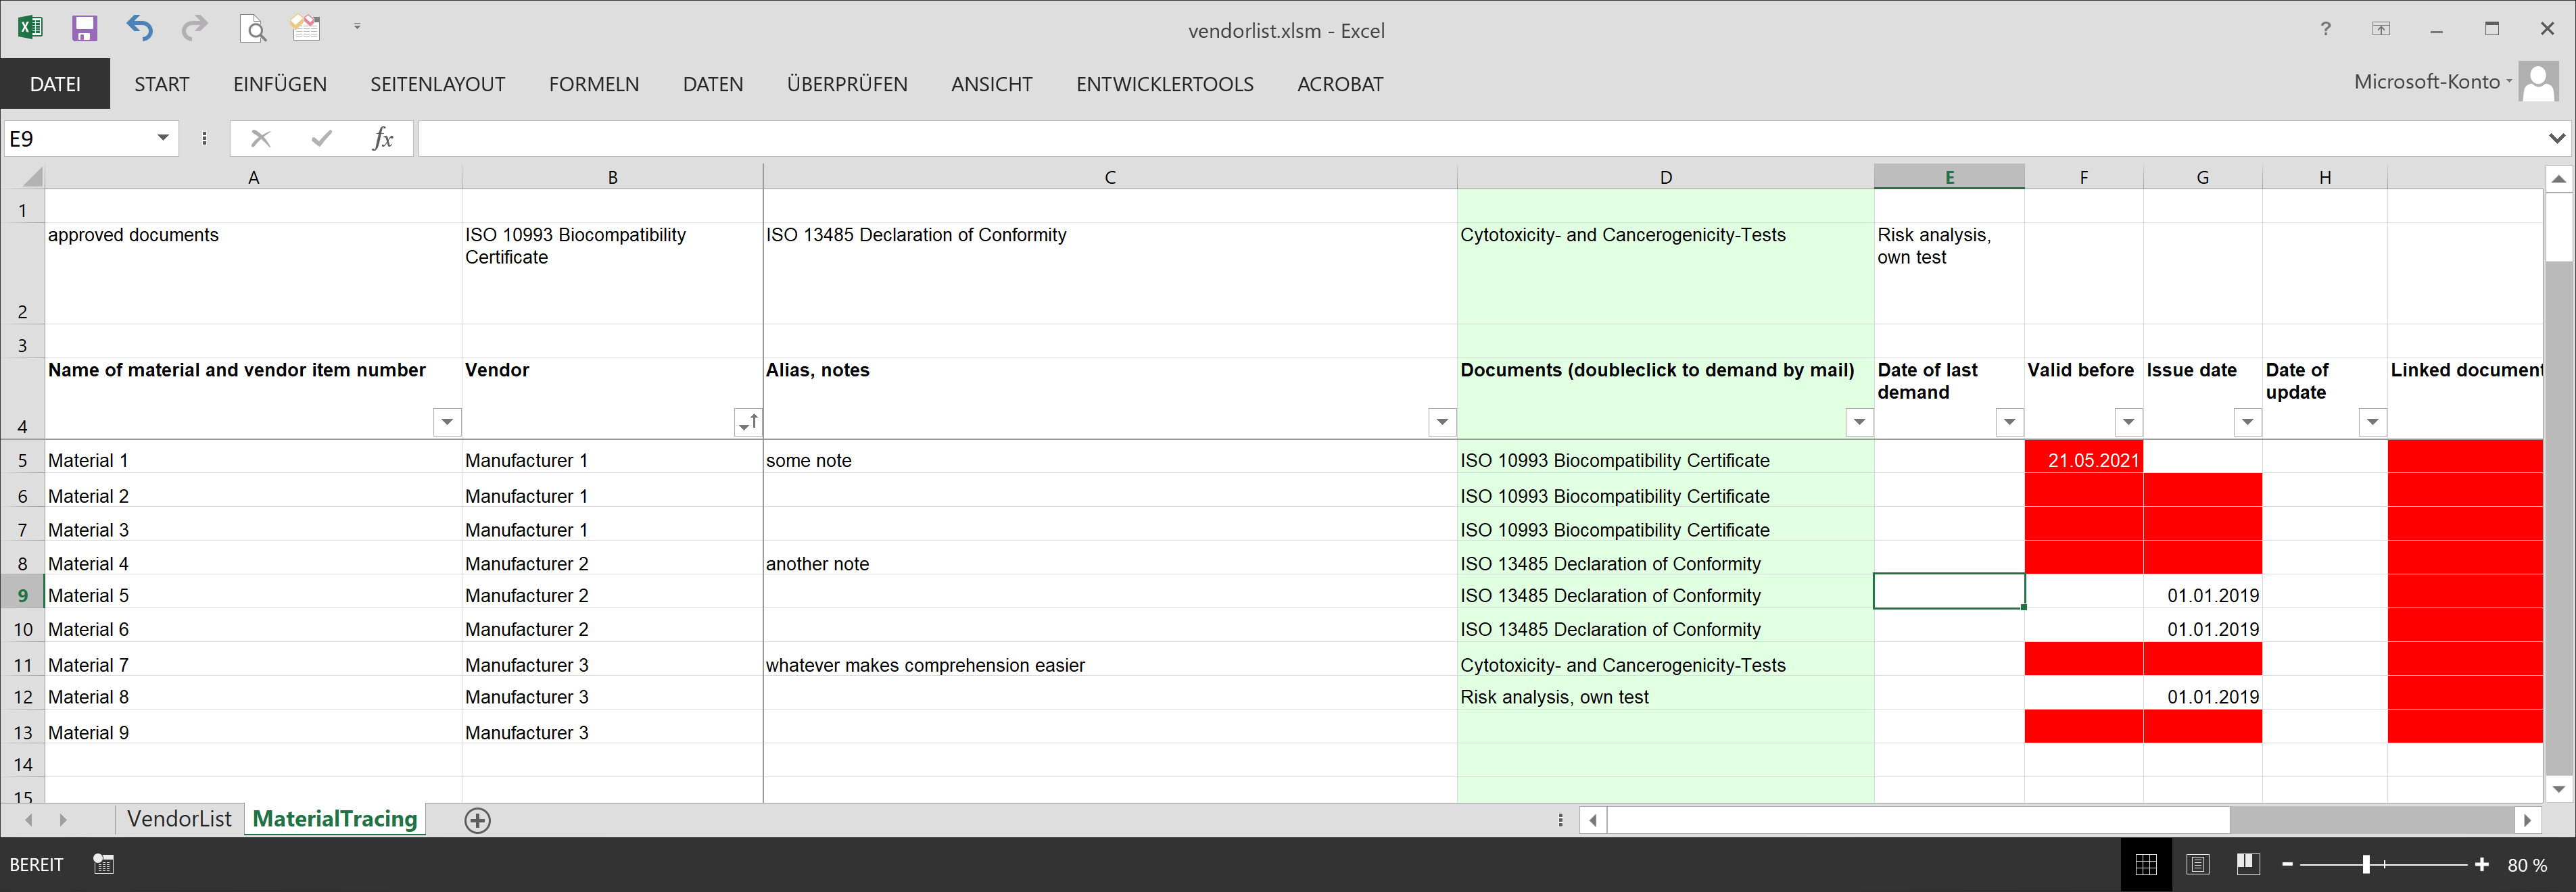 vendorlist.xlsm - Excel
?
DATEI START EINFÜGEN SEITENLAYOUT FORMELN DATEN ÜBERPRÜFEN ANSICHT ENTWICKLERTOOLS ACROBAT Microsoft-Konto
E9 fx
A B C D E F G H
1
2 approved documents ISO 10993 Biocompatibility Certificate ISO 13485 Declaration of Conformity Cytotoxicity- and Cancerogenicity-Tests Risk analysis, own test
3
4 Name of material and vendor item number Vendor Alias, notes Documents (doubleclick to demand by mail) Date of last demand Valid before Issue date Date of update Linked document
5 Material 1 Manufacturer 1 some note ISO 10993 Biocompatibility Certificate 21.05.2021
6 Material 2 Manufacturer 1 ISO 10993 Biocompatibility Certificate
7 Material 3 Manufacturer 1 ISO 10993 Biocompatibility Certificate
8 Material 4 Manufacturer 2 another note ISO 13485 Declaration of Conformity
9 Material 5 Manufacturer 2 ISO 13485 Declaration of Conformity 01.01.2019
10 Material 6 Manufacturer 2 ISO 13485 Declaration of Conformity 01.01.2019
11 Material 7 Manufacturer 3 whatever makes comprehension easier Cytotoxicity- and Cancerogenicity-Tests
12 Material 8 Manufacturer 3 Risk analysis, own test 01.01.2019
13 Material 9 Manufacturer 3
14
15
VendorList MaterialTracing
BEREIT 80 %